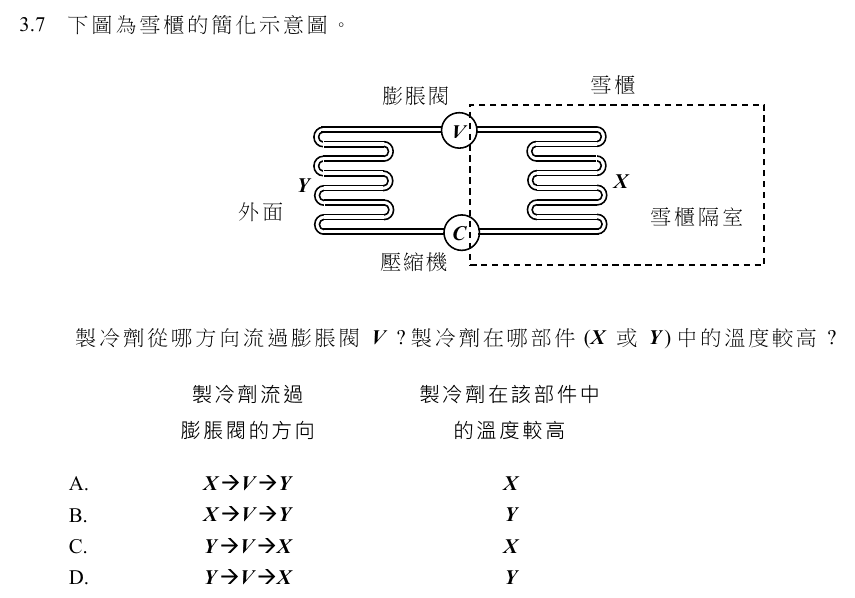 3.7 下圖為雪櫃的簡化示意圖。
雪櫃
膨脹閥
V
Y
X
外面
雪櫃隔室
C
壓縮機
製冷劑從哪方向流過膨脹閥 V ?製冷劑在哪部件 (X 或 Y) 中的溫度較高 ?
製冷劑流過 製冷劑在該部件中
膨脹閥的方向 的溫度較高
A. X→V→Y X
B. X→V→Y Y
C. Y→V→X X
D. Y→V→X Y